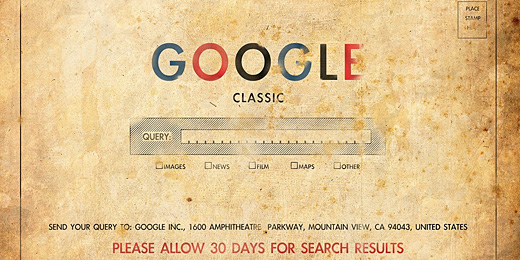 PLACE
STAMP
GOOGLE
CLASSIC
QUERY:
IMAGES NEWS FILM MAPS OTHER
SEND YOUR QUERY TO: GOOGLE INC., 1600 AMPHITHEATRE PARKWAY, MOUNTAIN VIEW, CA 94043, UNITED STATES
PLEASE ALLOW 30 DAYS FOR SEARCH RESULTS